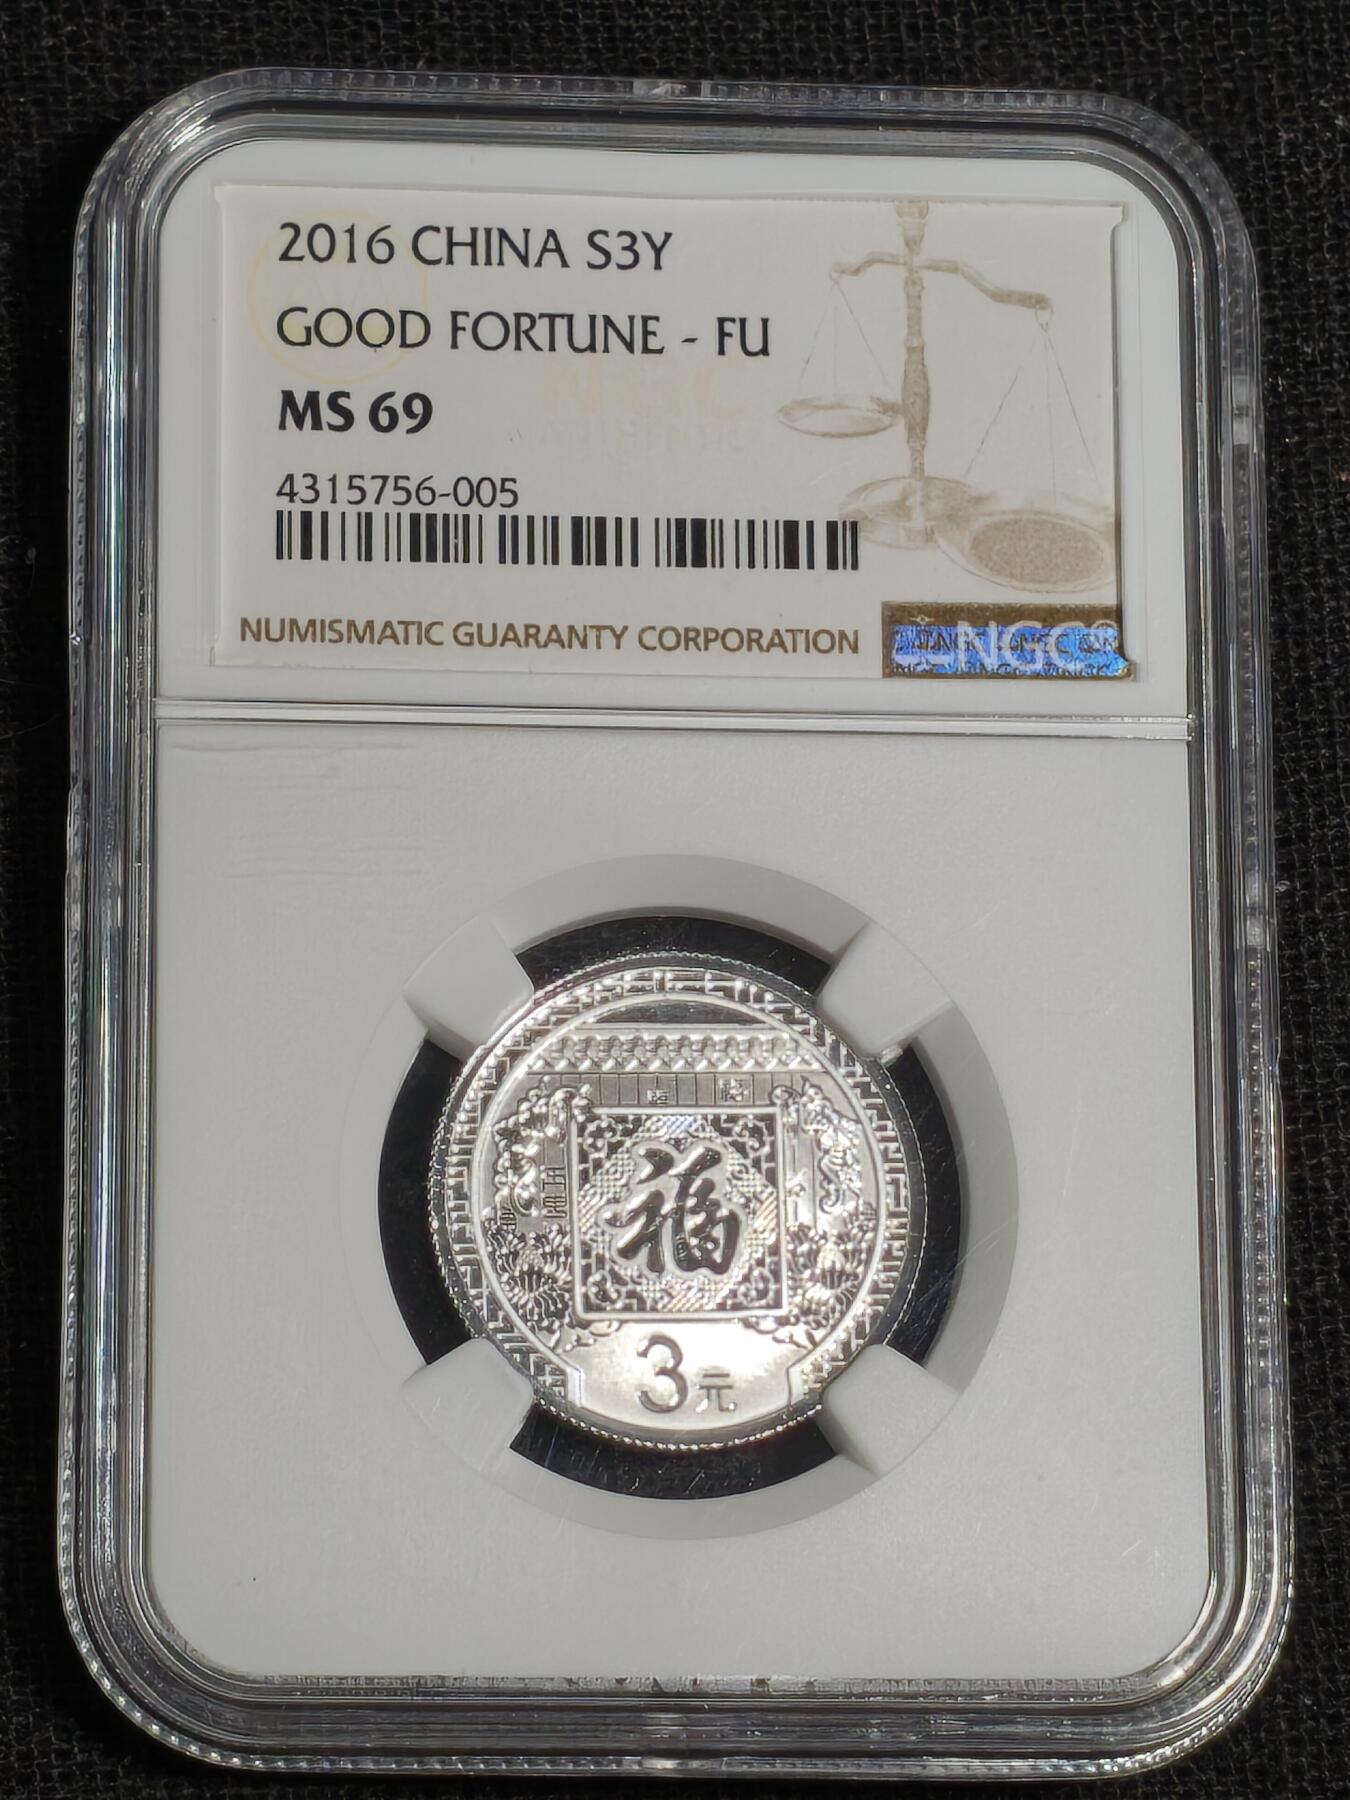 2016 CHINA S3Y
GOOD FORTUNE - FU
MS 69
4315756-005
NUMISMATIC GUARANTY CORPORATION
NGC
福
3元